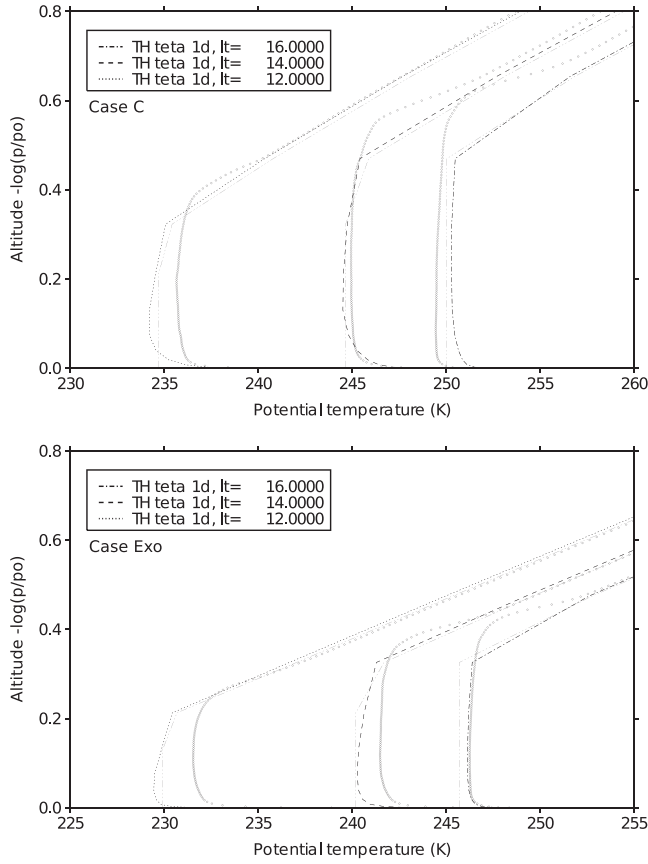 0.8
0.6
0.4
0.2
0.0
Altitude -log(p/po)
TH teta 1d, lt= 16.0000
TH teta 1d, lt= 14.0000
TH teta 1d, lt= 12.0000
Case C
230 235 240 245 250 255 260
Potential temperature (K)
0.8
0.6
0.4
0.2
0.0
Altitude -log(p/po)
TH teta 1d, lt= 16.0000
TH teta 1d, lt= 14.0000
TH teta 1d, lt= 12.0000
Case Exo
225 230 235 240 245 250 255
Potential temperature (K)